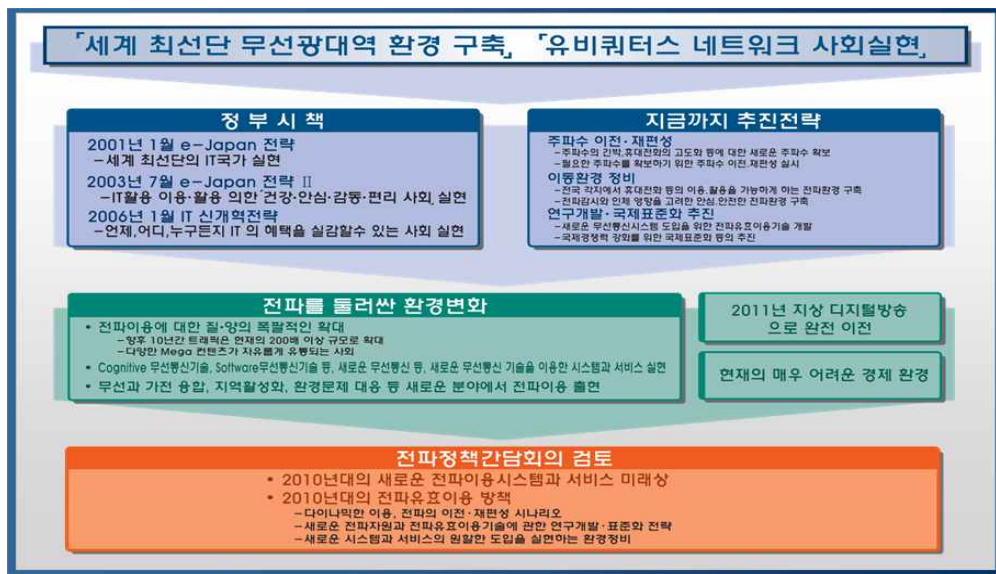 「세계 최선단 무선광대역 환경 구축」 「유비쿼터스 네트워크 사회실현」
정 부 시 책
2001년 1월 e-Japan 전략
-세계 최선단의 IT국가 실현
2003년 7월 e-Japan 전략 Ⅱ
-IT활용 이용·활용 의한「건강·안심·감동·편리 사회」실현
2006년 1월 IT 신개혁전략
-언제,어디,누구든지 IT 의 혜택을 실감할수 있는 사회 실현
지금까지 추진전략
주파수 이전·재편성
-주파수의 긴박,휴대전화의 고도화 등에 대한 새로운 주파수 확보
-필요한 주파수를 확보하기 위한 주파수 이전.재편성 실시
이동환경 정비
-전국 각지에서 휴대전화 등의 이용.활용을 가능하게 하는 전파환경 구축
-전파감시와 인체 영향을 고려한 안심.안전한 전파환경 구축
연구개발·국제표준화 추진
-새로운 무선통신시스템 도입을 위한 전파유효이용기술 개발
-국제경쟁력 강화를 위한 국제표준화 등의 추진
전파를 둘러싼 환경변화
• 전파이용에 대한 질·양의 폭팔적인 확대
-향후 10년간 트래픽은 현재의 200배 이상 규모로 확대
-다양한 Mega 컨텐츠가 자유롭게 유통되는 사회
• Cognitive 무선통신기술, Software무선통신기술 등, 새로운 무선통신 등, 새로운 무선통신 기술을 이용한 시스템과 서비스 실현
• 무선과 가전 융합, 지역활성화, 환경문제 대응 등 새로운 분야에서 전파이용 출현
2011년 지상 디지털방송
으로 완전 이전
현재의 매우 어려운 경제 환경
전파정책간담회의 검토
• 2010년대의 새로운 전파이용시스템과 서비스 미래상
• 2010년대의 전파유효이용 방책
-다이나믹한 이용, 전파의 이전·재편성 시나리오
-새로운 전파자원과 전파유효이용기술에 관한 연구개발·표준화 전략
-새로운 시스템과 서비스의 원할한 도입을 실현하는 환경정비